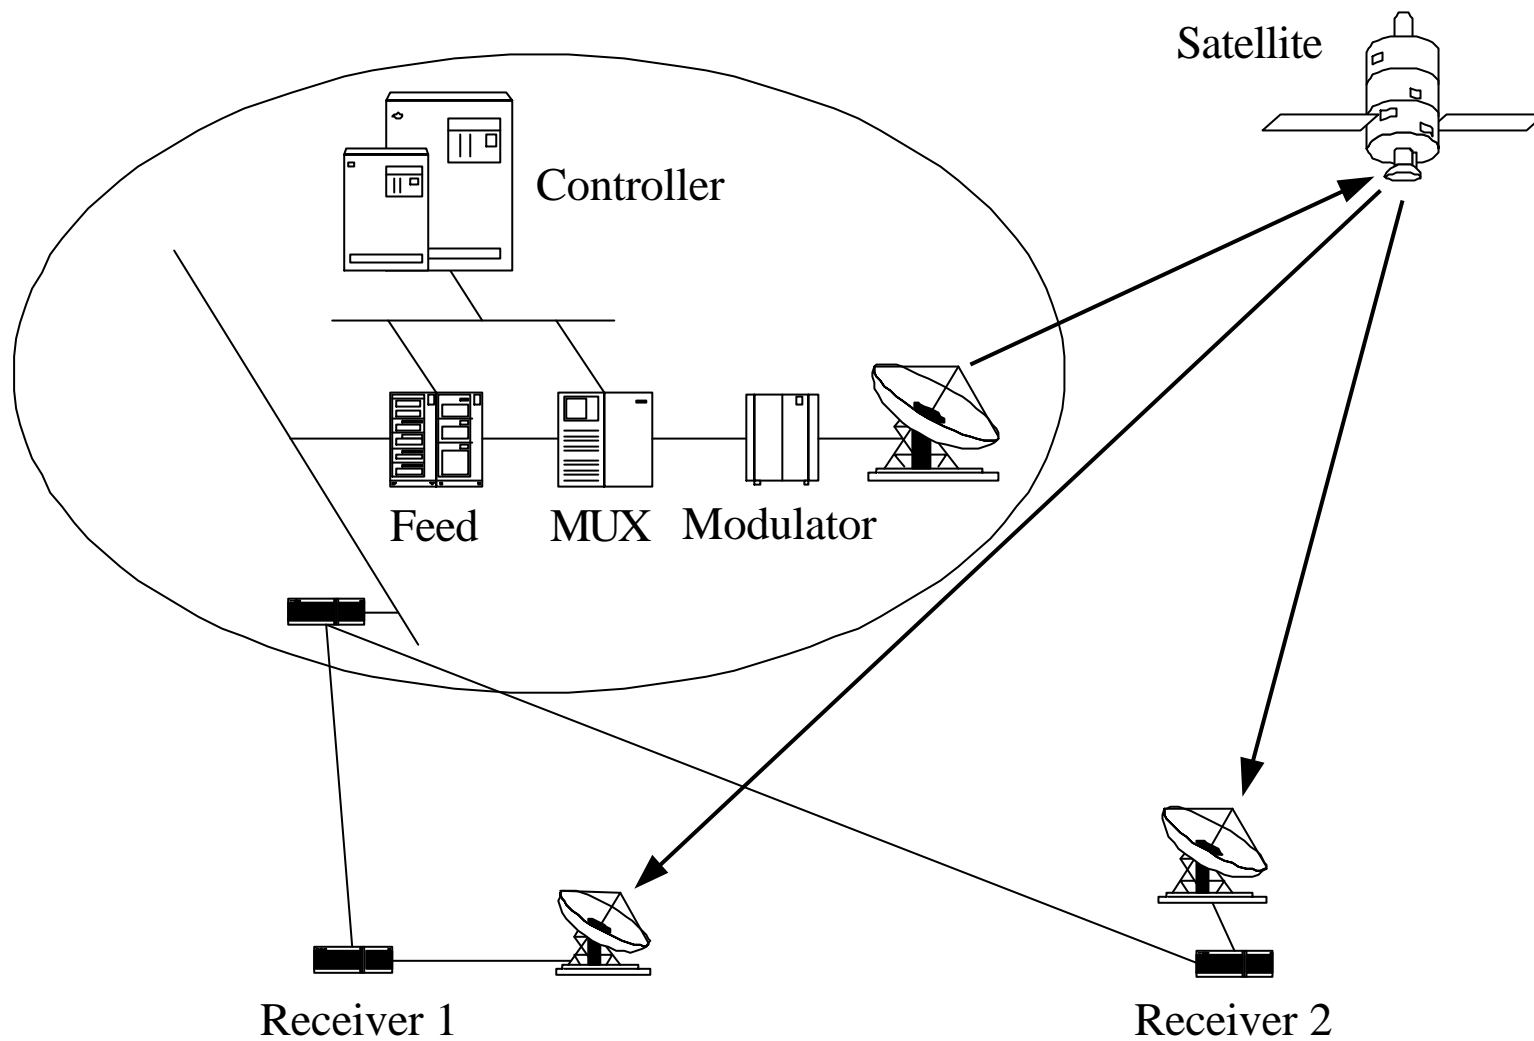 Satellite
Controller
Feed
MUX
Modulator
Receiver 1
Receiver 2